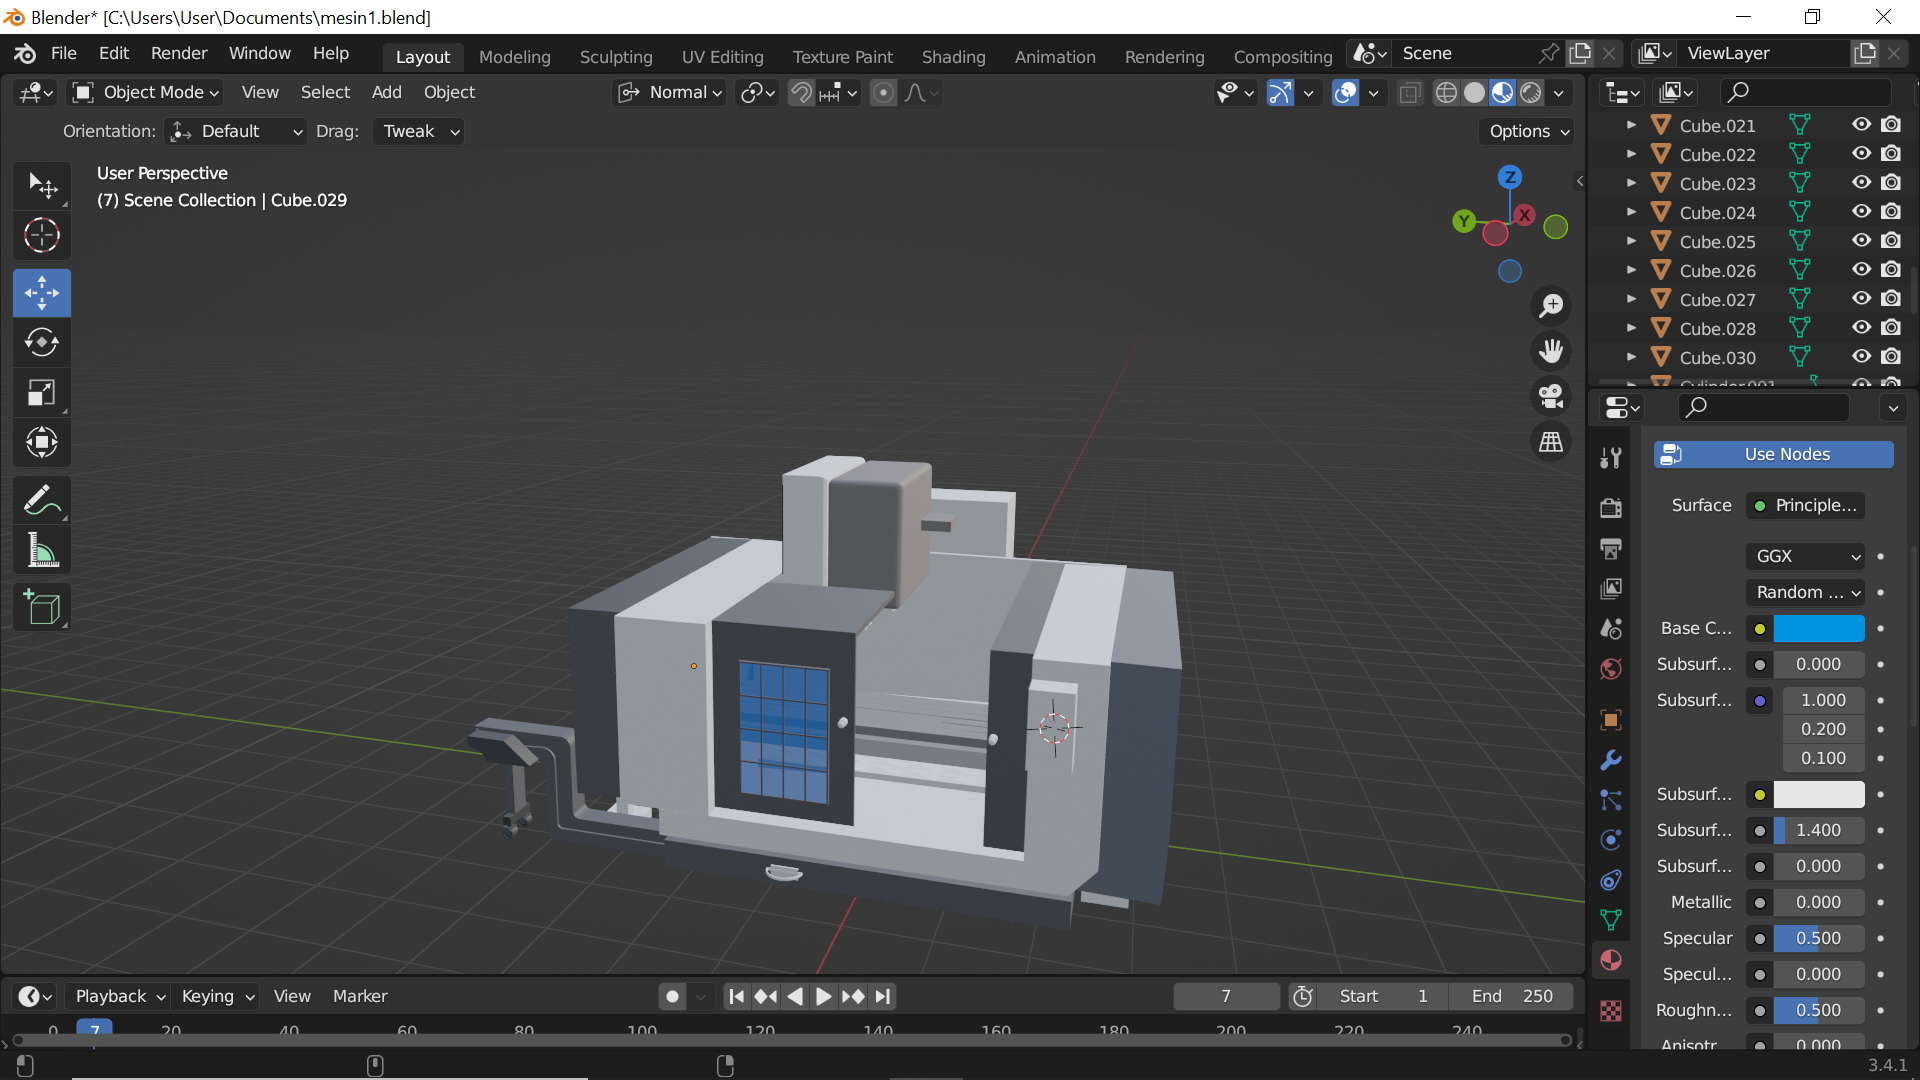 Blender* [C:\Users\User\Documents\mesin1.blend]
File Edit Render Window Help
Layout Modeling Sculpting UV Editing Texture Paint Shading Animation Rendering Compositing
Scene
ViewLayer
Object Mode View Select Add Object
Normal
Orientation: Default Drag: Tweak
Options
User Perspective
(7) Scene Collection | Cube.029
Z
Y
X
Cube.021
Cube.022
Cube.023
Cube.024
Cube.025
Cube.026
Cube.027
Cube.028
Cube.030
Cylinder.001
Use Nodes
Surface Principle...
GGX
Random ...
Base C...
Subsurf... 0.000
Subsurf... 1.000
0.200
0.100
Subsurf...
Subsurf... 1.400
Subsurf... 0.000
Metallic 0.000
Specular 0.500
Specul... 0.000
Roughn... 0.500
Anisotr 0.000
Playback Keying View Marker
7
Start 1
End 250
0 7 20 40 60 80 100 120 140 160 180 200 220 240
3.4.1